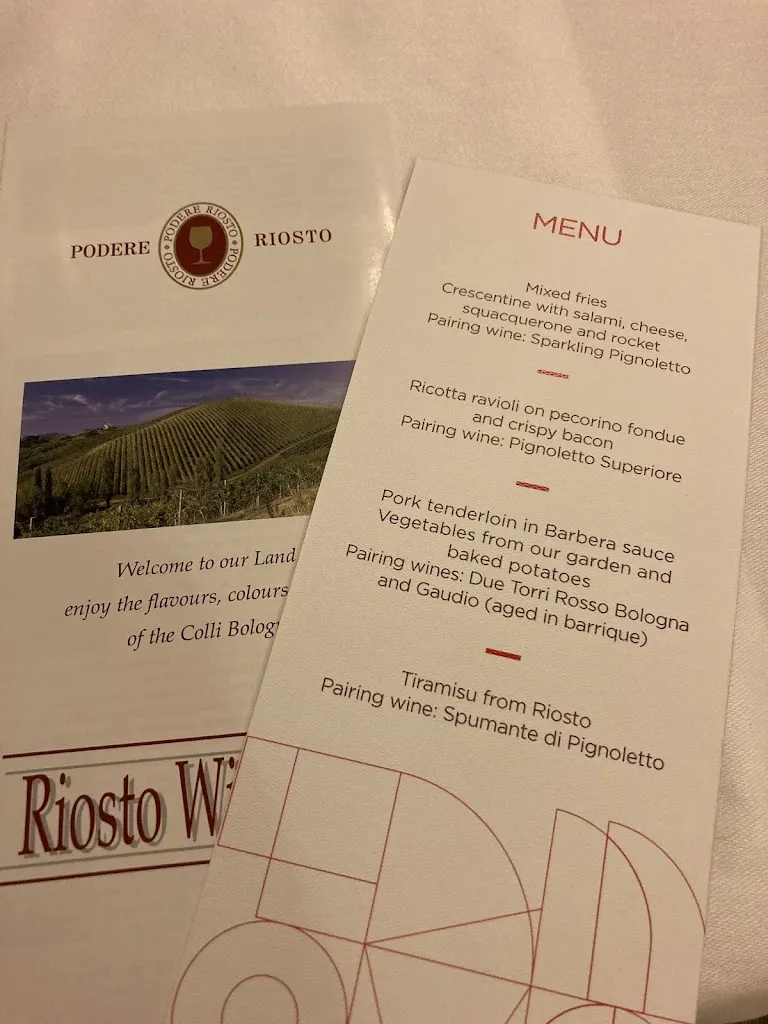 PODERE RIOSTO
PODERE RIOSTO • PODERE RIOSTO •
Welcome to our Land
enjoy the flavours, colours
of the Colli
Riosto
MENU
Mixed fries
Crescentine with salami, cheese,
squacquerone and rocket
Pairing wine: Sparkling Pignoletto
Ricotta ravioli on pecorino fondue
and crispy bacon
Pairing wine: Pignoletto Superiore
Pork tenderloin in Barbera sauce
Vegetables from our garden and
baked potatoes
Pairing wines: Due Torri Rosso Bologna
and Gaudio (aged in barrique)
Tiramisu from Riosto
Pairing wine: Spumante di Pignoletto